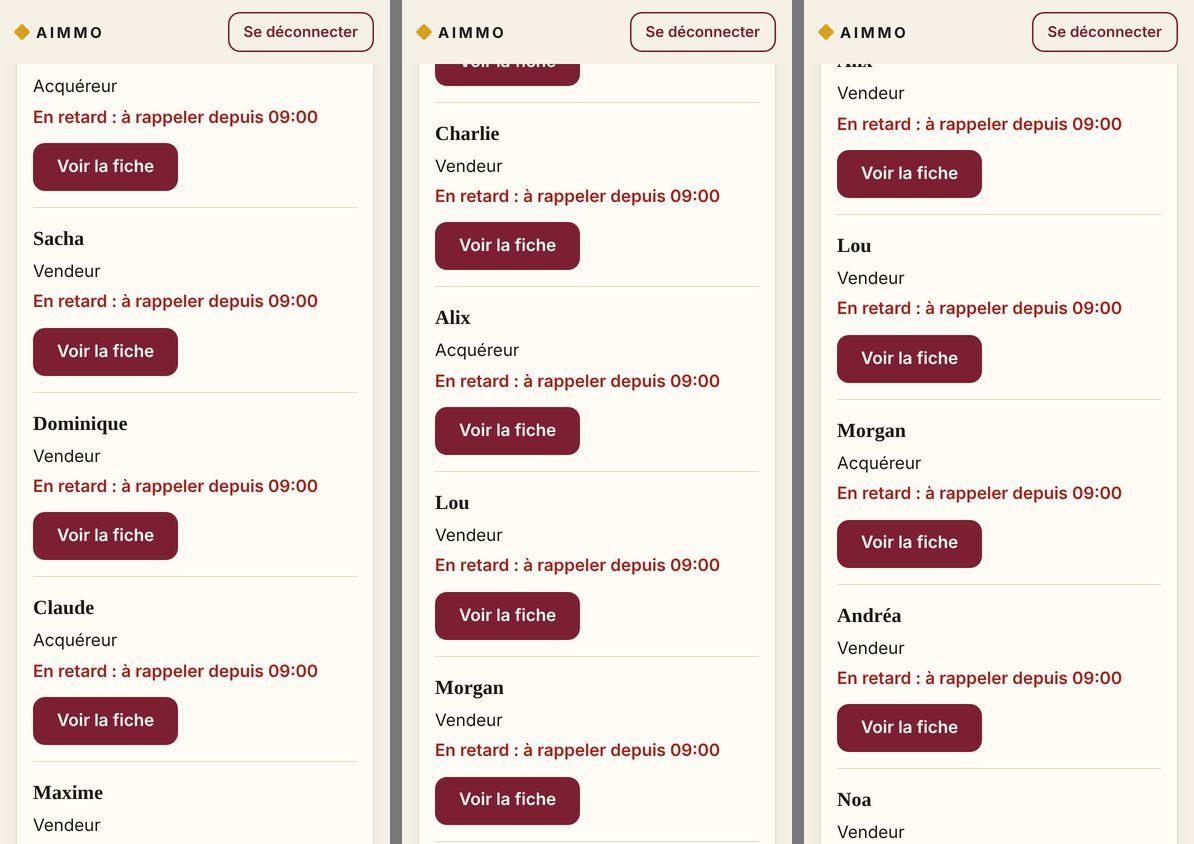 AIMMO
Se déconnecter
Acquéreur
En retard : à rappeler depuis 09:00
Voir la fiche
Sacha
Vendeur
En retard : à rappeler depuis 09:00
Voir la fiche
Dominique
Vendeur
En retard : à rappeler depuis 09:00
Voir la fiche
Claude
Acquéreur
En retard : à rappeler depuis 09:00
Voir la fiche
Maxime
Vendeur
AIMMO
Se déconnecter
Voir la fiche
Charlie
Vendeur
En retard : à rappeler depuis 09:00
Voir la fiche
Alix
Acquéreur
En retard : à rappeler depuis 09:00
Voir la fiche
Lou
Vendeur
En retard : à rappeler depuis 09:00
Voir la fiche
Morgan
Vendeur
En retard : à rappeler depuis 09:00
Voir la fiche
AIMMO
Se déconnecter
Alix
Vendeur
En retard : à rappeler depuis 09:00
Voir la fiche
Lou
Vendeur
En retard : à rappeler depuis 09:00
Voir la fiche
Morgan
Acquéreur
En retard : à rappeler depuis 09:00
Voir la fiche
Andréa
Vendeur
En retard : à rappeler depuis 09:00
Voir la fiche
Noa
Vendeur